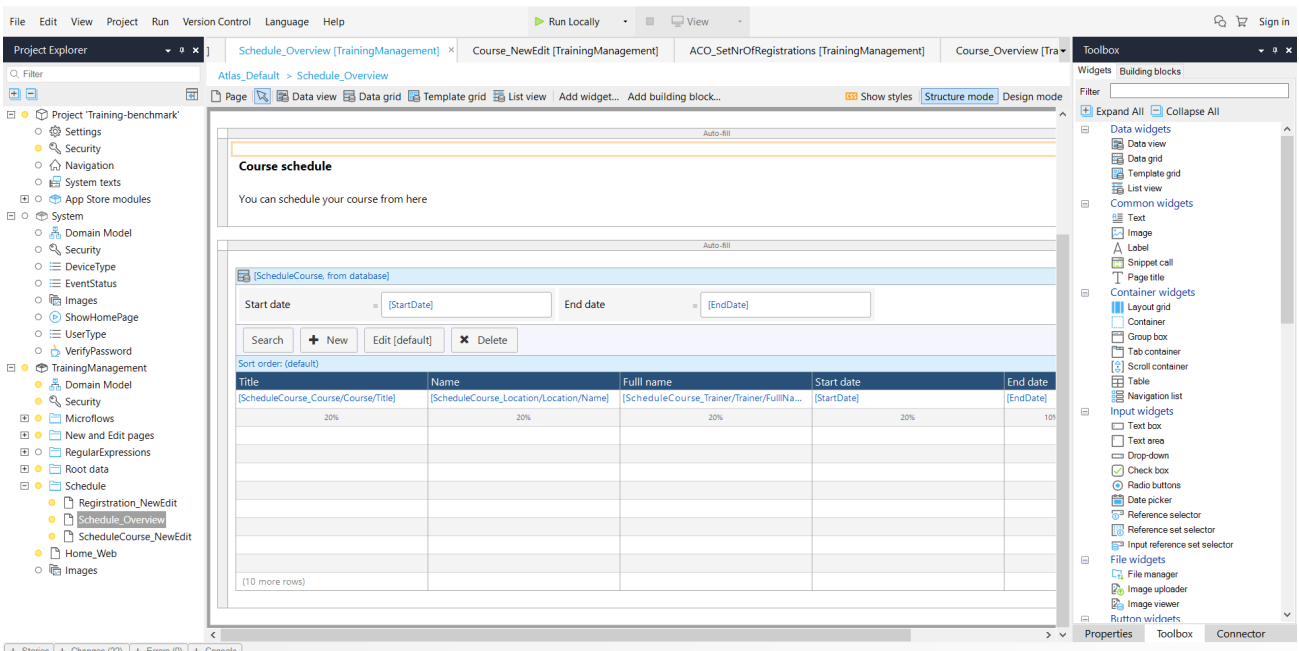 File Edit View Project Run Version Control Language Help Run Locally View Sign in
Project Explorer
Filter
Project 'Training-benchmark'
Settings
Security
Navigation
System texts
App Store modules
System
Domain Model
Security
DeviceType
EventStatus
Images
ShowHomePage
UserType
VerifyPassword
TrainingManagement
Domain Model
Security
Microflows
New and Edit pages
RegularExpressions
Root data
Schedule
Regirstration_NewEdit
Schedule_Overview
ScheduleCourse_NewEdit
Home_Web
Images
] Schedule_Overview [TrainingManagement] × Course_NewEdit [TrainingManagement] ACO_SetNrOfRegistrations [TrainingManagement] Course_Overview [Tra
Atlas_Default > Schedule_Overview
Page Data view Data grid Template grid List view Add widget... Add building block... Show styles Structure mode Design mode
Auto-fill
Course schedule
You can schedule your course from here
Auto-fill
[ScheduleCourse, from database]
Start date = [StartDate] End date = [EndDate]
Search New Edit [default] Delete
Sort order: (default)
Title Name Fulll name Start date End date
[ScheduleCourse_Course/Course/Title] [ScheduleCourse_Location/Location/Name] [ScheduleCourse_Trainer/Trainer/FulllNa... [StartDate] [EndDate]
20% 20% 20% 20% 10%
(10 more rows)
Toolbox
Widgets Building blocks
Filter
Expand All Collapse All
Data widgets
Data view
Data grid
Template grid
List view
Common widgets
Text
Image
Label
Snippet call
Page title
Container widgets
Layout grid
Container
Group box
Tab container
Scroll container
Table
Navigation list
Input widgets
Text box
Text area
Drop-down
Check box
Radio buttons
Date picker
Reference selector
Reference set selector
Input reference set selector
File widgets
File manager
Image uploader
Image viewer
Button widgets
Properties Toolbox Connector
Stories Changes (22) Errors (0) Console